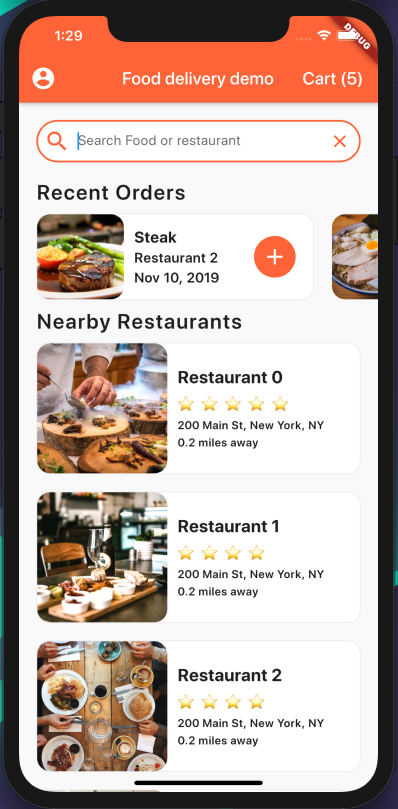 1:29
DEBUG
Food delivery demo
Cart (5)
Search Food or restaurant
Recent Orders
Steak
Restaurant 2
Nov 10, 2019
Nearby Restaurants
Restaurant 0
200 Main St, New York, NY
0.2 miles away
Restaurant 1
200 Main St, New York, NY
0.2 miles away
Restaurant 2
200 Main St, New York, NY
0.2 miles away